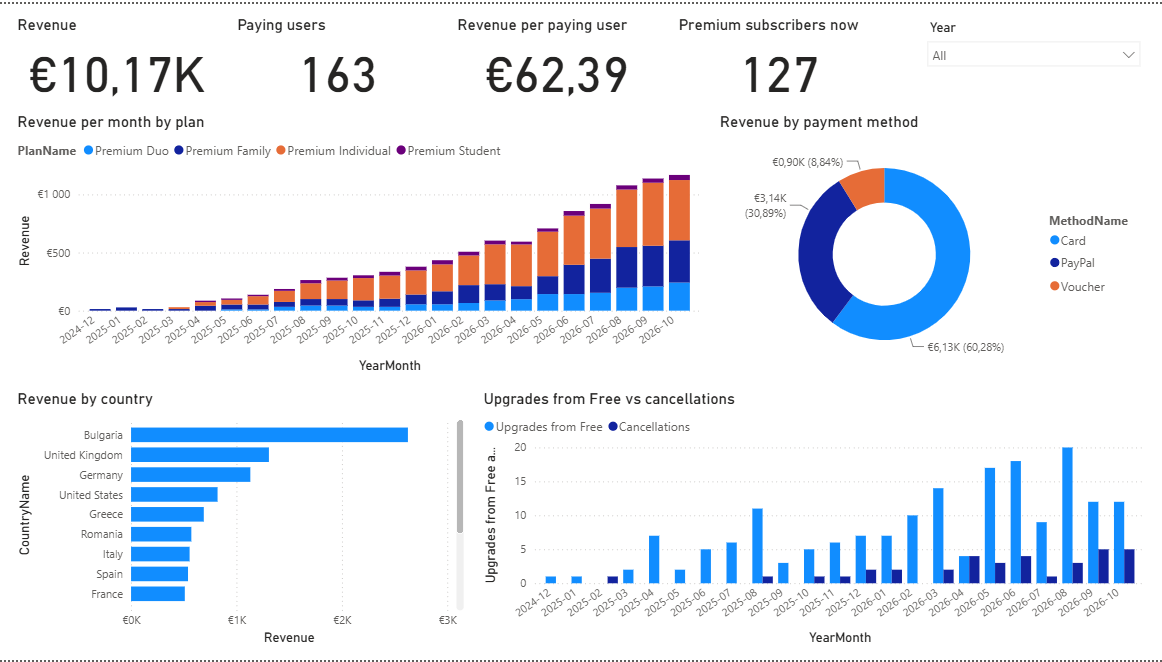 Revenue
Paying users
Revenue per paying user
Premium subscribers now
Year
€10,17K
163
€62,39
127
All
Revenue per month by plan
PlanName Premium Duo Premium Family Premium Individual Premium Student
€1 000
€500
€0
Revenue
2024-12 2025-01 2025-02 2025-03 2025-04 2025-05 2025-06 2025-07 2025-08 2025-09 2025-10 2025-11 2025-12 2026-01 2026-02 2026-03 2026-04 2026-05 2026-06 2026-07 2026-08 2026-09 2026-10
YearMonth
Revenue by payment method
€0,90K (8,84%)
€3,14K
(30,89%)
€6,13K (60,28%)
MethodName
Card
PayPal
Voucher
Revenue by country
CountryName
Bulgaria
United Kingdom
Germany
United States
Greece
Romania
Italy
Spain
France
€0K €1K €2K €3K
Revenue
Upgrades from Free vs cancellations
Upgrades from Free Cancellations
Upgrades from Free a...
20
15
10
5
0
2024-12 2025-01 2025-02 2025-03 2025-04 2025-05 2025-06 2025-07 2025-08 2025-09 2025-10 2025-11 2025-12 2026-01 2026-02 2026-03 2026-04 2026-05 2026-06 2026-07 2026-08 2026-09 2026-10
YearMonth